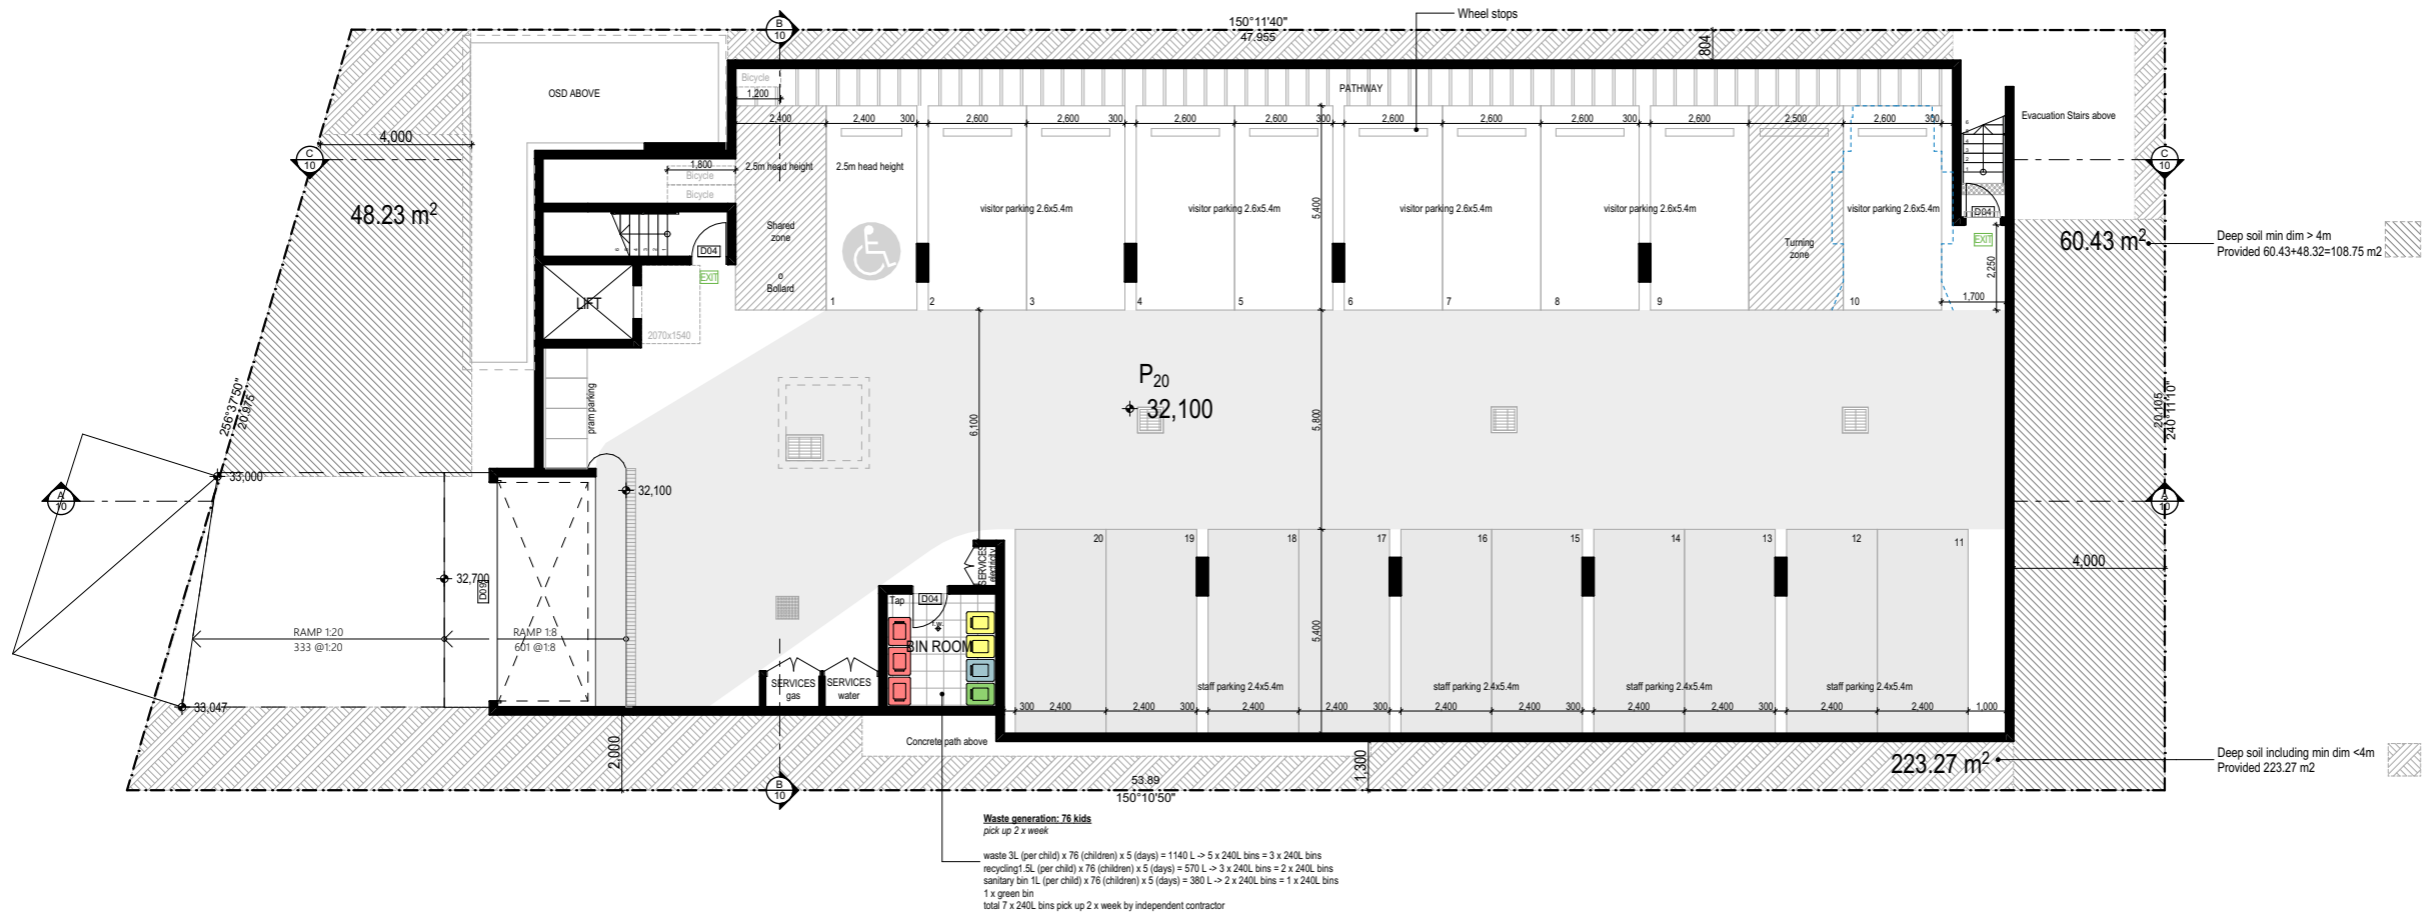 Wheel stops
150°11'40"
47.955
804
B
10
OSD ABOVE
Bicycle
1,200
PATHWAY
Evacuation Stairs above
4,000
C
10
2,400
2,400
300
2,600
2,600
300
2,600
2,600
300
2,600
2,600
2,600
2,600
2,500
2,600
300
C
10
1,800
Bicycle
Bicycle
2.5m head height
2.5m head height
48.23 m2
visitor parking 2.6x5.4m
visitor parking 2.6x5.4m
visitor parking 2.6x5.4m
visitor parking 2.6x5.4m
visitor parking 2.6x5.4m
5,400
D04
Shared
zone
Turning
zone
D04
EXIT
EXIT
60.43 m2
Deep soil min dim > 4m
Provided 60.43+48.32=108.75 m2
2,250
Bollard
LIFT
1
2
3
4
5
6
7
8
9
10
1,700
2070x1540
pram parking
256°37'50"
20.975
P20
32,100
6,100
5,800
20.105
240°11'10"
33,000
A
10
32,100
A
10
SERVICES
electricity
20
19
18
17
16
15
14
13
12
11
4,000
32,700
D09
Tap
D04
RAMP 1:20
333 @1:20
RAMP 1:8
601 @1:8
BIN ROOM
5,400
SERVICES
gas
SERVICES
water
staff parking 2.4x5.4m
staff parking 2.4x5.4m
staff parking 2.4x5.4m
staff parking 2.4x5.4m
33,047
300
2,400
2,400
300
2,400
2,400
300
2,400
2,400
300
2,400
2,400
300
2,400
2,400
1,000
2,000
Concrete path above
1,300
223.27 m2
Deep soil including min dim <4m
Provided 223.27 m2
B
10
53.89
150°10'50"
Waste generation: 76 kids
pick up 2 x week
waste 3L (per child) x 76 (children) x 5 (days) = 1140 L -> 5 x 240L bins = 3 x 240L bins
recycling1.5L (per child) x 76 (children) x 5 (days) = 570 L -> 3 x 240L bins = 2 x 240L bins
sanitary bin 1L (per child) x 76 (children) x 5 (days) = 380 L -> 2 x 240L bins = 1 x 240L bins
1 x green bin
total 7 x 240L bins pick up 2 x week by independent contractor